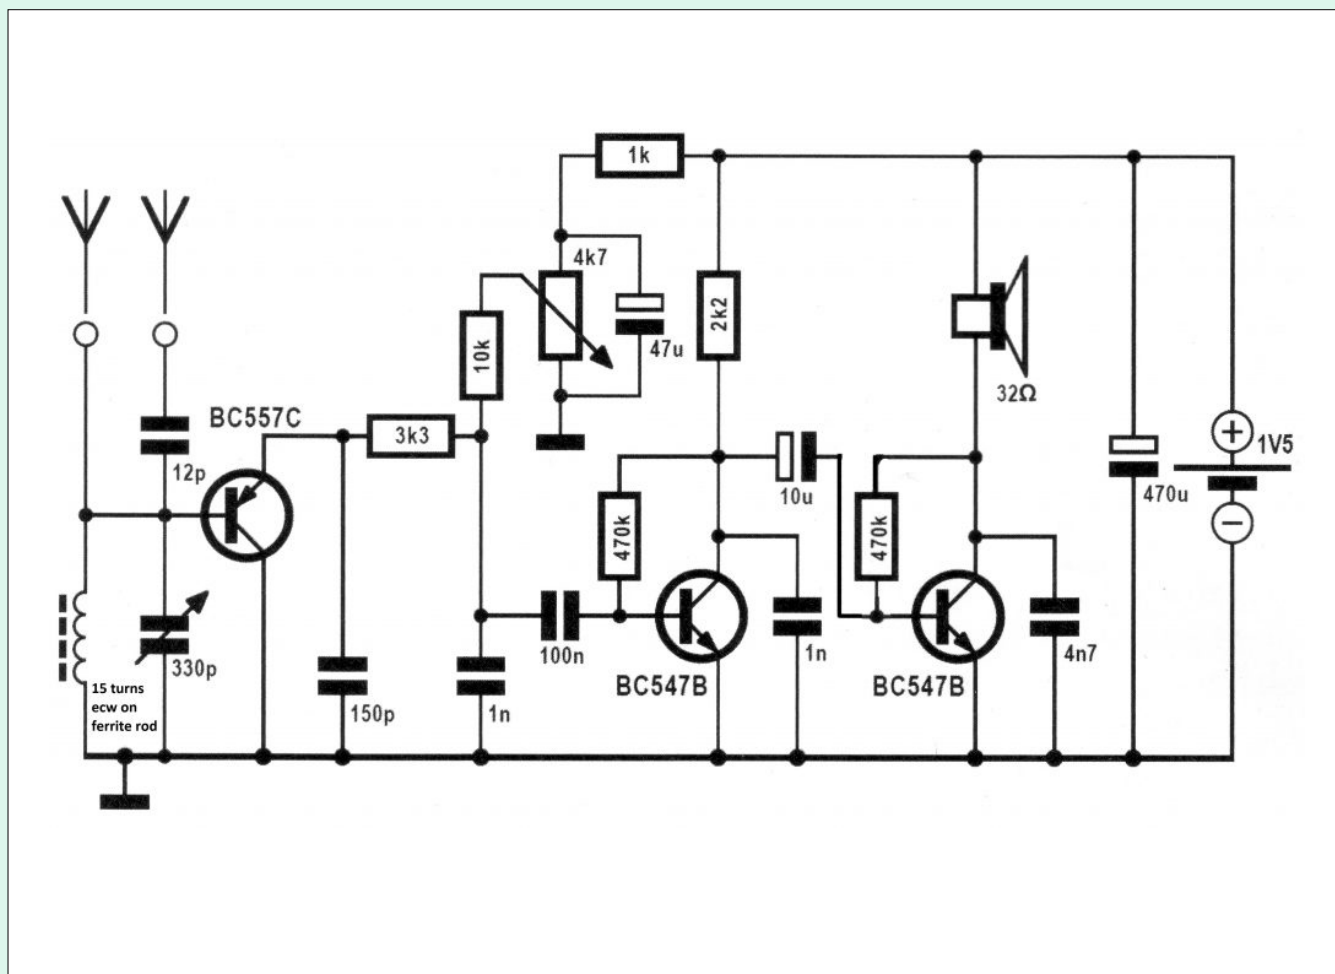 1k
4k7
47u
2k2
10k
32Ω
BC557C
3k3
12p
10u
1V5
+
470u
−
470k
470k
330p
100n
1n
4n7
15 turns
ecw on
ferrite rod
150p
1n
BC547B
BC547B